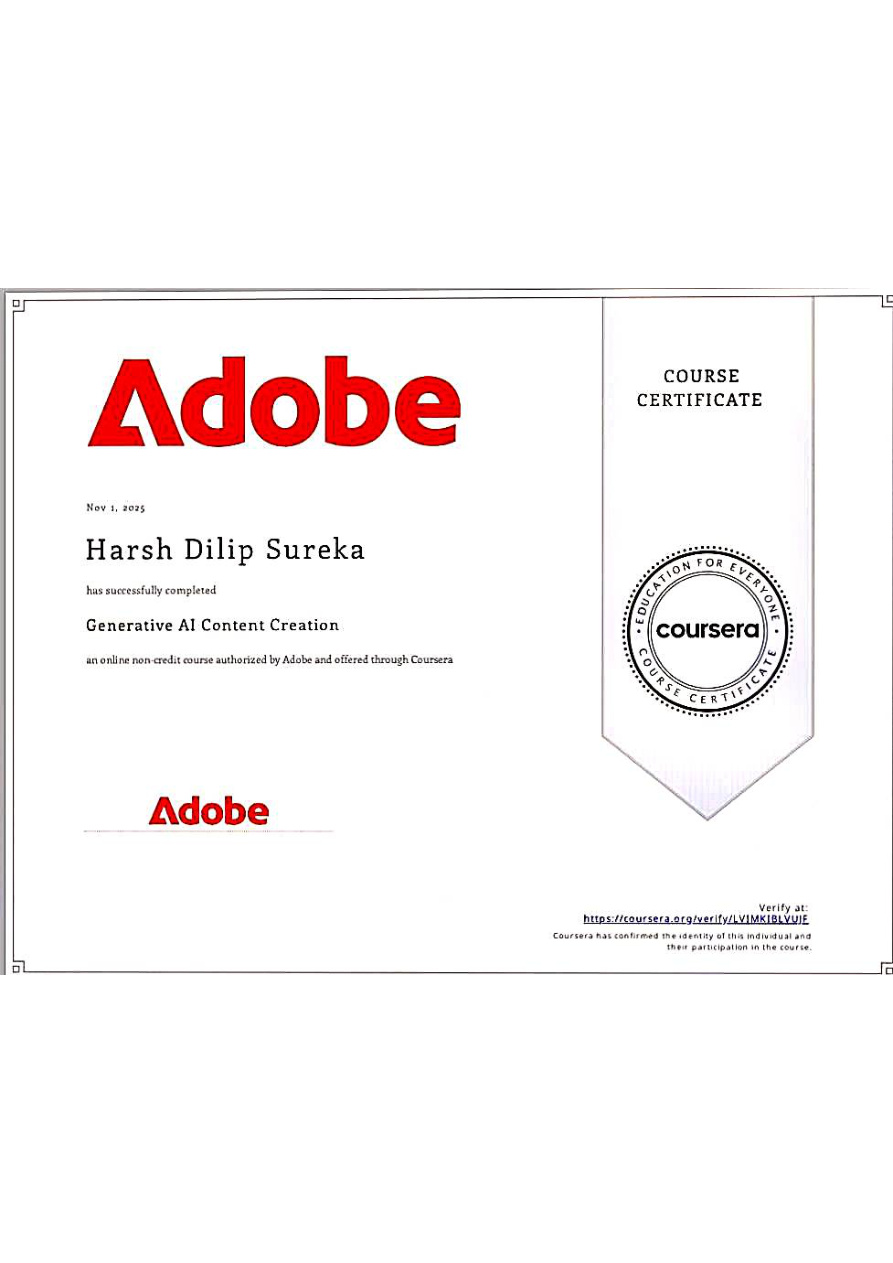 Adobe
COURSE
CERTIFICATE
Nov 1, 2025
Harsh Dilip Sureka
has successfully completed
Generative AI Content Creation
an online non-credit course authorized by Adobe and offered through Coursera
EDUCATION FOR EVERYONE
coursera
COURSE CERTIFICATE
Adobe
Verify at:
https://coursera.org/verify/
Coursera has confirmed the identity of this individual and
their participation in the course.